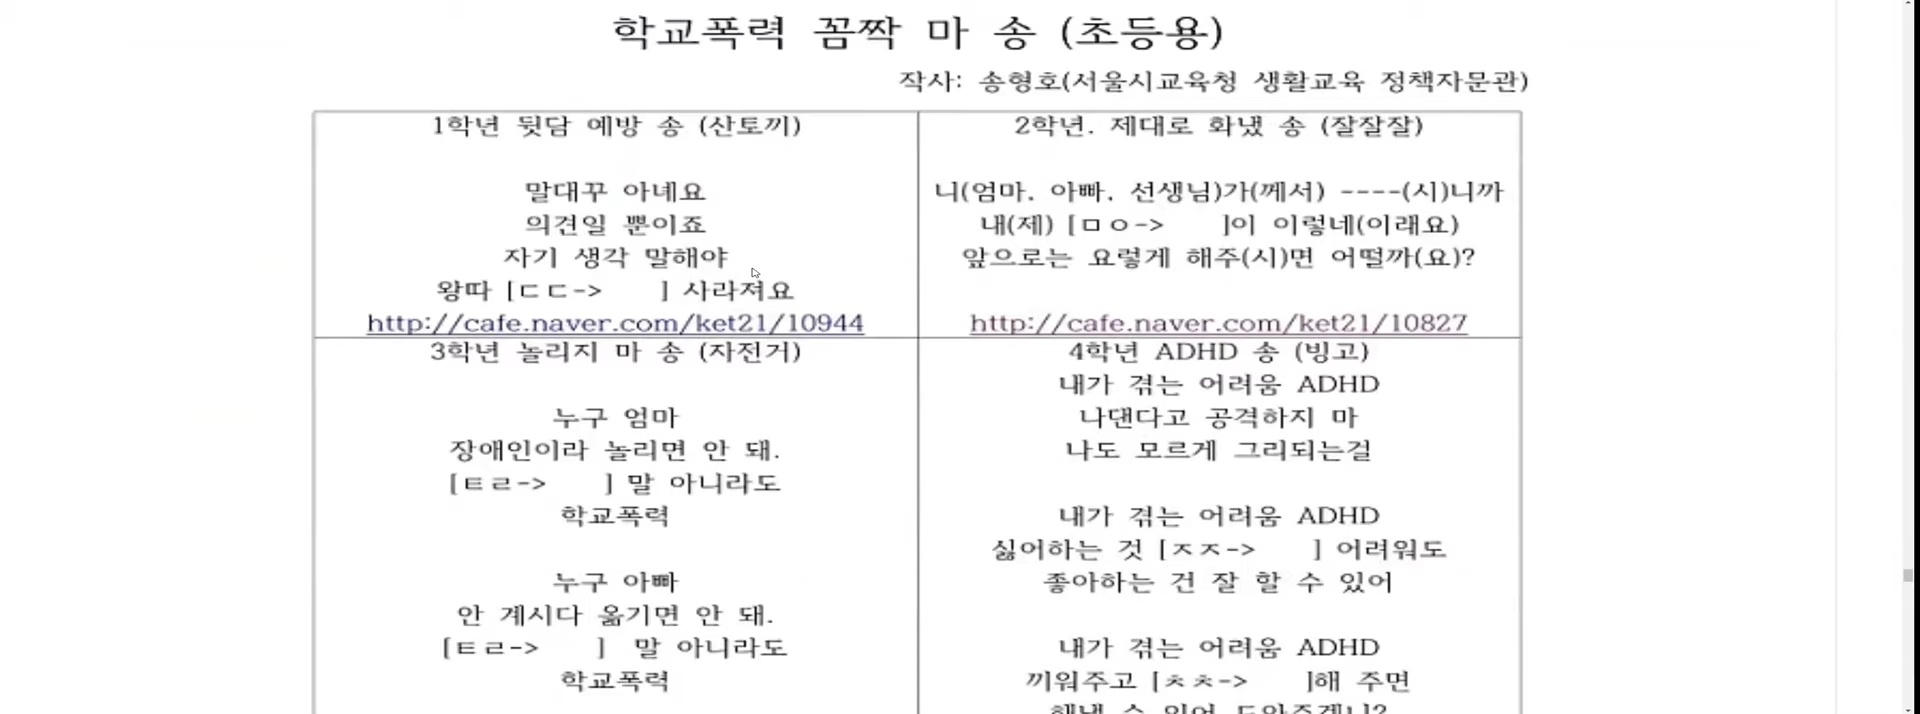 학교폭력 꼼짝 마 송 (초등용)
작사: 송형호(서울시교육청 생활교육 정책자문관)
1학년 뒷담 예방 송 (산토끼)
말대꾸 아녜요
의견일 뿐이죠
자기 생각 말해야
왕따 [ㄷㄷ-> ] 사라져요
http://cafe.naver.com/ket21/10944
2학년. 제대로 화냈 송 (잘잘잘)
니(엄마. 아빠. 선생님)가(께서) ----(시)니까
내(제) [ㅁㅇ-> ]이 이렇네(이래요)
앞으로는 요렇게 해주(시)면 어떨까(요)?
http://cafe.naver.com/ket21/10827
3학년 놀리지 마 송 (자전거)
누구 엄마
장애인이라 놀리면 안 돼.
[ㅌㄹ-> ] 말 아니라도
학교폭력
누구 아빠
안 계시다 옮기면 안 돼.
[ㅌㄹ-> ] 말 아니라도
학교폭력
4학년 ADHD 송 (빙고)
내가 겪는 어려움 ADHD
나댄다고 공격하지 마
나도 모르게 그리되는걸
내가 겪는 어려움 ADHD
싫어하는 것 [ㅈㅈ-> ] 어려워도
좋아하는 건 잘 할 수 있어
내가 겪는 어려움 ADHD
끼워주고 [ㅊㅊ-> ]해 주면